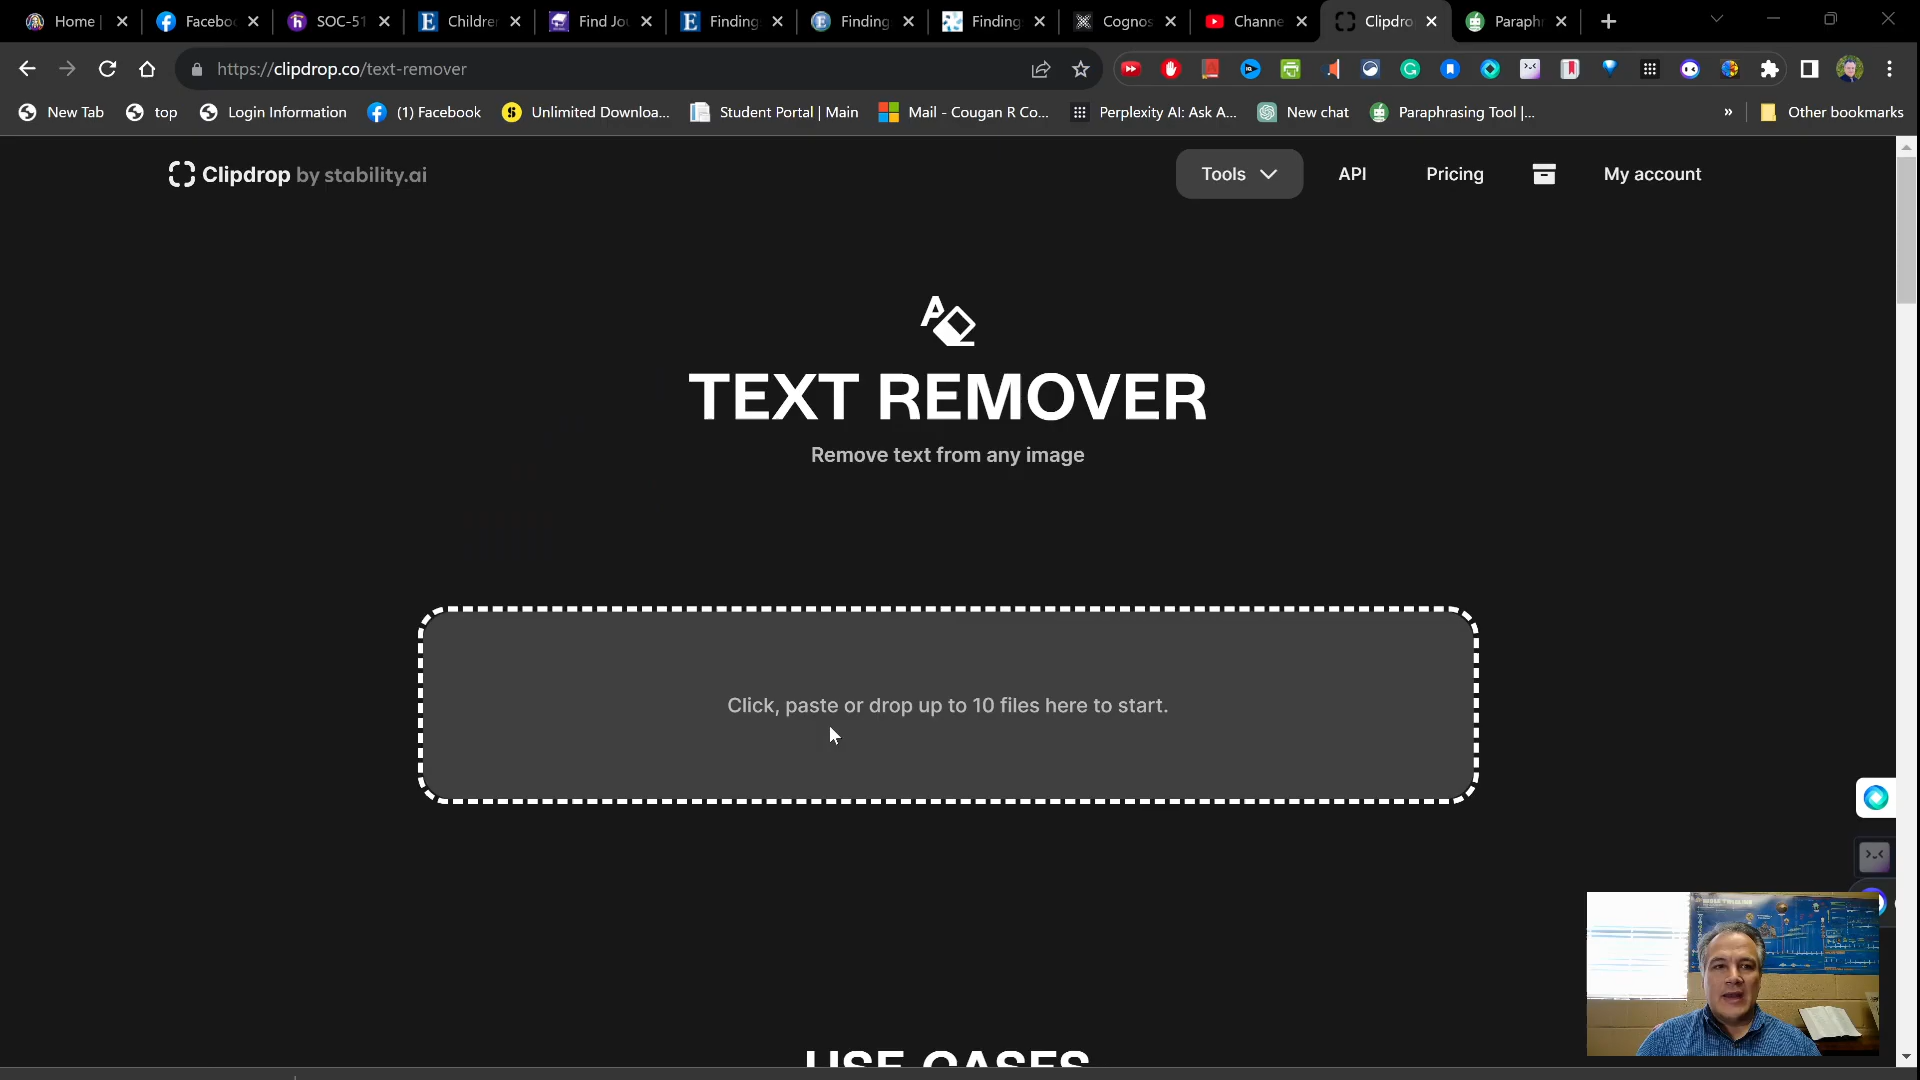 Home
Facebo
SOC-51
Childre
Find Jo
Finding
Finding
Finding
Cognos
Channe
Clipdro
Paraphr
https://clipdrop.co/text-remover
New Tab
top
Login Information
(1) Facebook
Unlimited Downloa...
Student Portal | Main
Mail - Cougan R Co...
Perplexity AI: Ask A...
New chat
Paraphrasing Tool |...
»
Other bookmarks
Clipdrop by stability.ai
Tools
API
Pricing
My account
TEXT REMOVER
Remove text from any image
Click, paste or drop up to 10 files here to start.
USE CASES